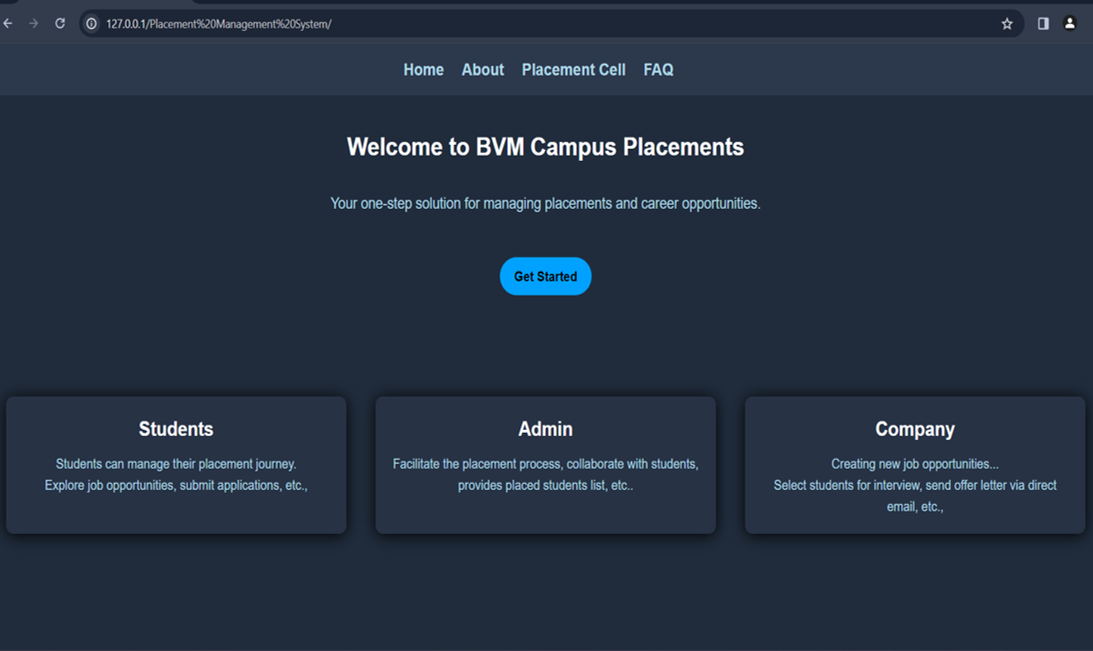 127.0.0.1/Placement%20Management%20System/
Home About Placement Cell FAQ
Welcome to BVM Campus Placements
Your one-step solution for managing placements and career opportunities.
Get Started
Students
Students can manage their placement journey.
Explore job opportunities, submit applications, etc.,
Admin
Facilitate the placement process, collaborate with students,
provides placed students list, etc..
Company
Creating new job opportunities...
Select students for interview, send offer letter via direct
email, etc.,